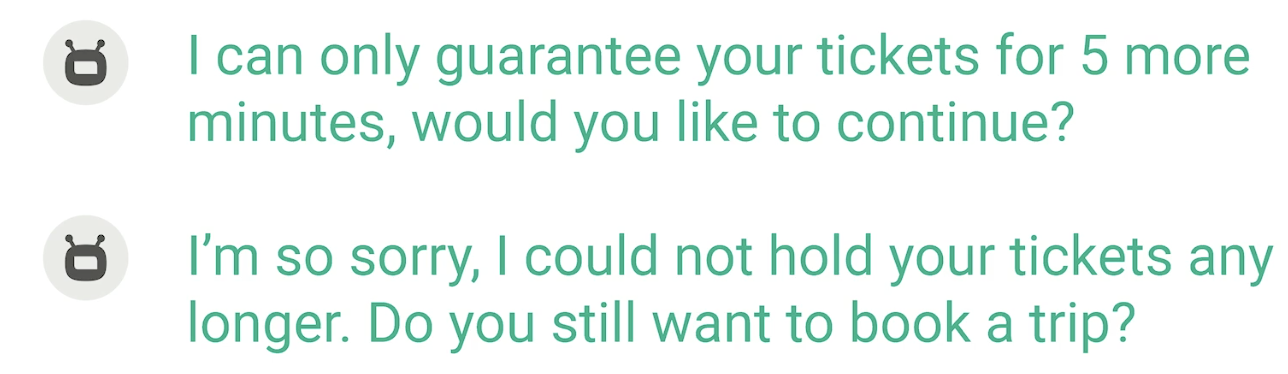 I can only guarantee your tickets for 5 more
minutes, would you like to continue?
I’m so sorry, I could not hold your tickets any
longer. Do you still want to book a trip?